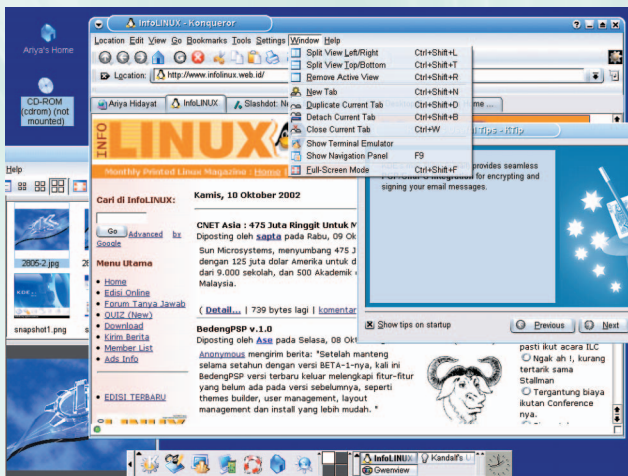 Ariya's Home
CD-ROM
(cdrom) (not
mounted)
InfoLINUX - Konqueror
Location Edit View Go Bookmarks Tools Settings Window Help
Location: http://www.infolinux.web.id/
Ariya Hidayat
InfoLINUX
Slashdot:
Split View Left/Right Ctrl+Shift+L
Split View Top/Bottom Ctrl+Shift+T
Remove Active View Ctrl+Shift+R
New Tab Ctrl+Shift+N
Duplicate Current Tab Ctrl+Shift+D
Detach Current Tab Ctrl+Shift+B
Close Current Tab Ctrl+W
Show Terminal Emulator
Show Navigation Panel F9
Full-Screen Mode Ctrl+Shift+F
INFO LINUX
Monthly Printed Linux Magazine : Home
Cari di InfoLINUX:
Go Advanced by
Google
Menu Utama
Home
Edisi Online
Forum Tanya Jawab
QUIZ (New)
Download
Kirim Berita
Member List
Ads Info
EDISI TERBARU
Kamis, 10 Oktober 2002
CNET Asia : 475 Juta Ringgit Untuk
Diposting oleh sapta pada Rabu, 09
Sun Microsystems, menyumbang 475
dengan 125 juta dolar Amerika untuk
dari 9.000 sekolah, dan 500 Akademik
Malaysia.
( Detail... | 739 bytes lagi | komentar
BedengPSP v.1.0
Diposting oleh Ase pada Selasa, 08
Anonymous mengirim berita: "Setelah manteng
selama setahun dengan versi BETA-1-nya, kali ini
BedengPSP versi terbaru keluar melengkapi fitur-fitur
yang belum ada pada versi sebelumnya, seperti
themes builder, user management, layout
management dan install yang lebih mudah. "
Tips - KTip
provides seamless
for encrypting and
signing your email messages.
Show tips on startup
Previous
Next
pasti ikut acara ILC
Ngak ah !, kurang
tertarik sama
Stallman
Tergantung biaya
ikutan Conference
nya.
Help
2805-2.jpg
snapshot1.png
InfoLINUX
Kandalf's
Gwenview